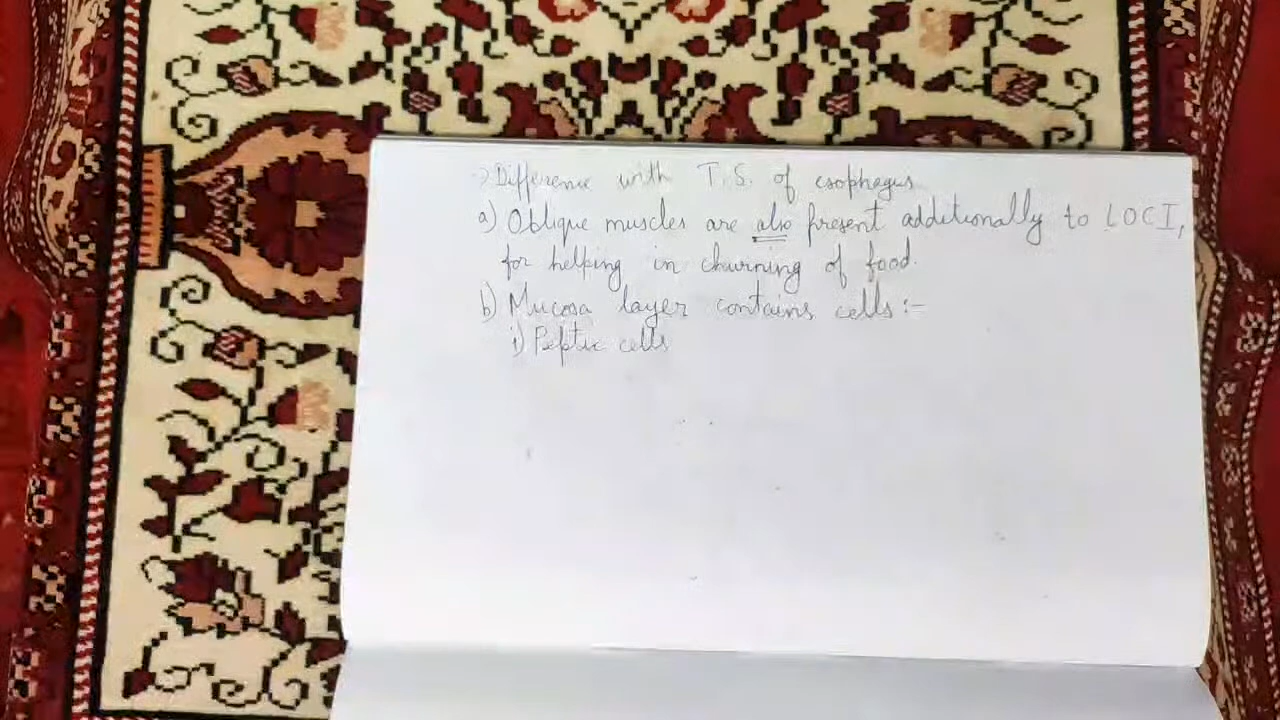 :) Difference with T.S. of esophagus
a) Oblique muscles are also present additionally to LOCI,
for helping in churning of food.
b) Mucosa layer contains cells :-
i) Peptic cells